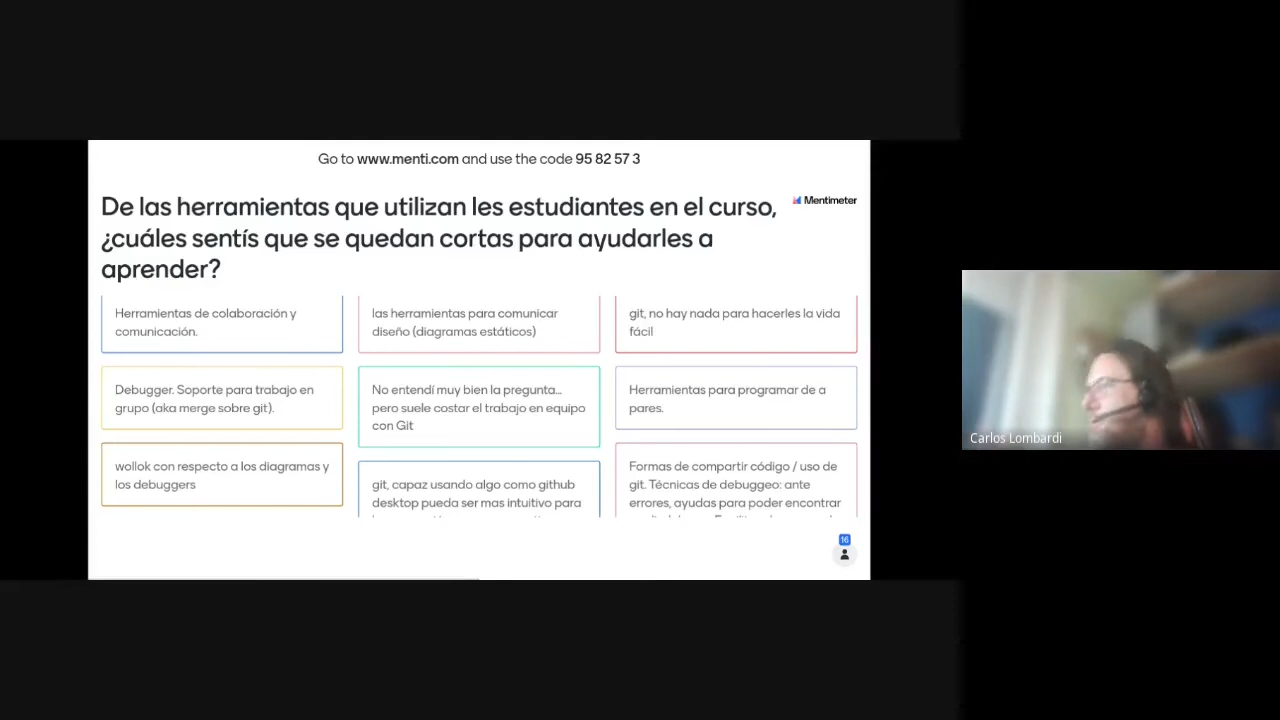 Go to www.menti.com and use the code 95 82 57 3
De las herramientas que utilizan les estudiantes en el curso,
¿cuáles sentís que se quedan cortas para ayudarles a
aprender?
Mentimeter
Herramientas de colaboración y
comunicación.
las herramientas para comunicar
diseño (diagramas estáticos)
git, no hay nada para hacerles la vida
fácil
Debugger. Soporte para trabajo en
grupo (aka merge sobre git).
No entendí muy bien la pregunta...
pero suele costar el trabajo en equipo
con Git
Herramientas para programar de a
pares.
wollok con respecto a los diagramas y
los debuggers
git, capaz usando algo como github
desktop pueda ser mas intuitivo para
Formas de compartir código / uso de
git. Técnicas de debuggeo: ante
errores, ayudas para poder encontrar
16
Carlos Lombardi